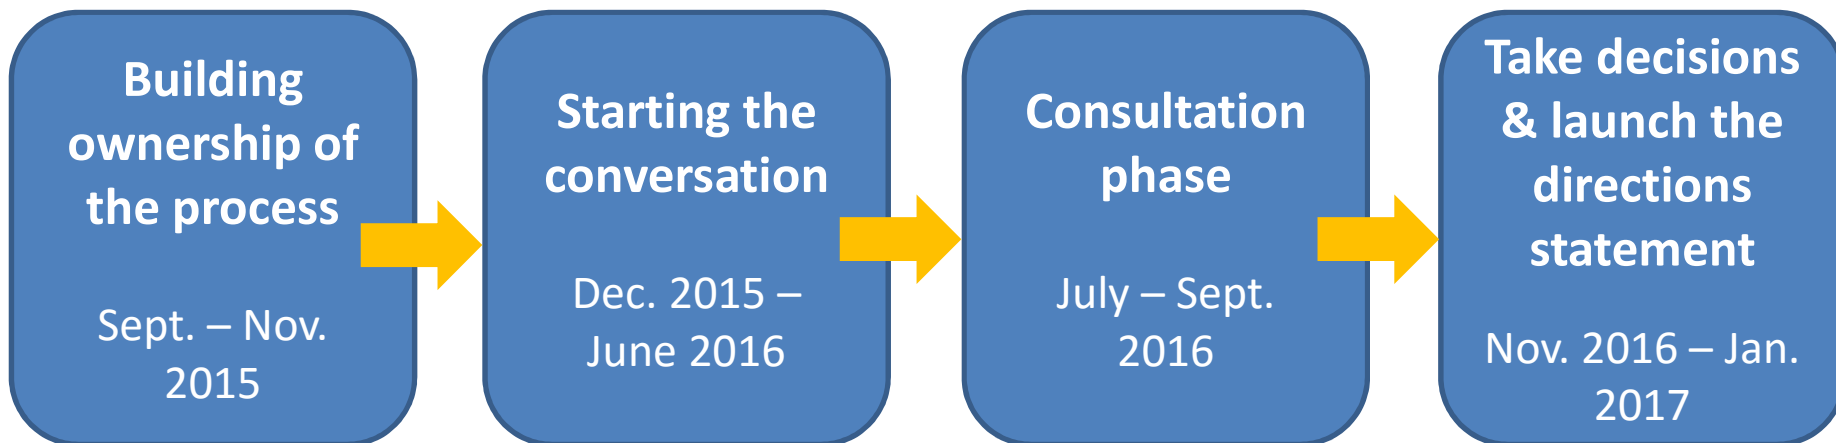 Building
ownership of
the process
Sept. – Nov.
2015
Starting the
conversation
Dec. 2015 –
June 2016
Consultation
phase
July – Sept.
2016
Take decisions
& launch the
directions
statement
Nov. 2016 – Jan.
2017